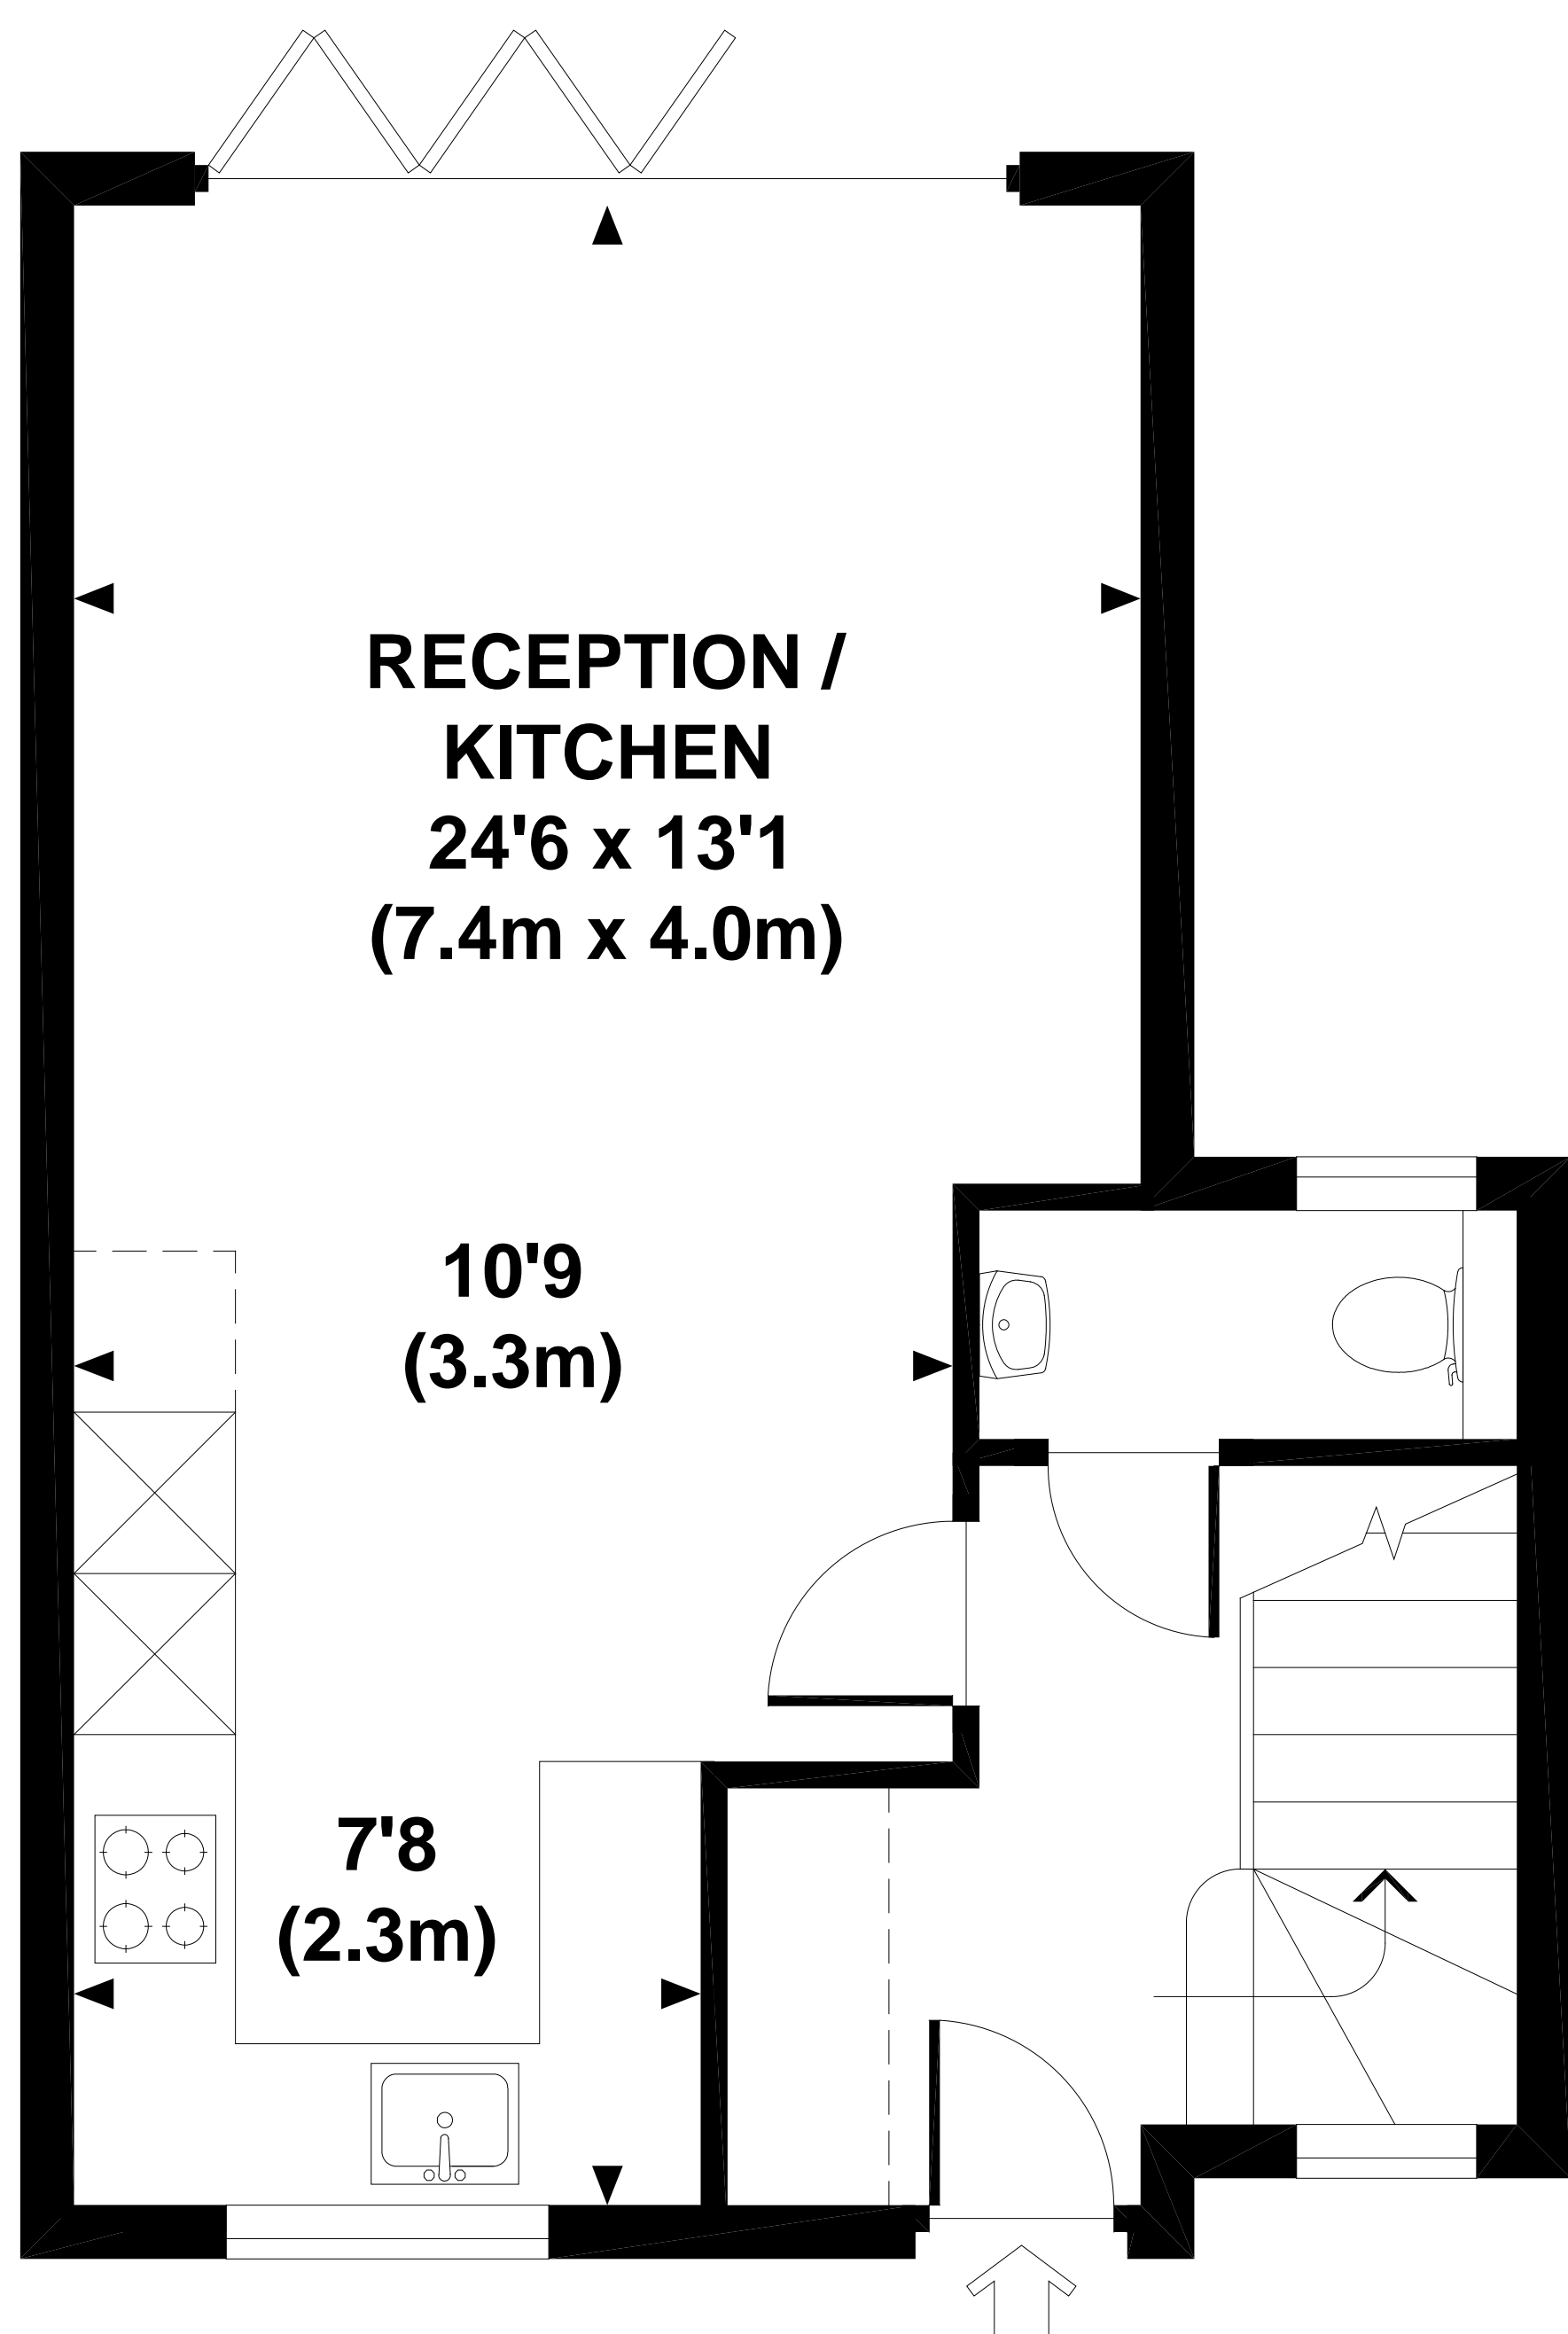 RECEPTION /
KITCHEN
24'6 x 13'1
(7.4m x 4.0m)
10'9
(3.3m)
7'8
(2.3m)